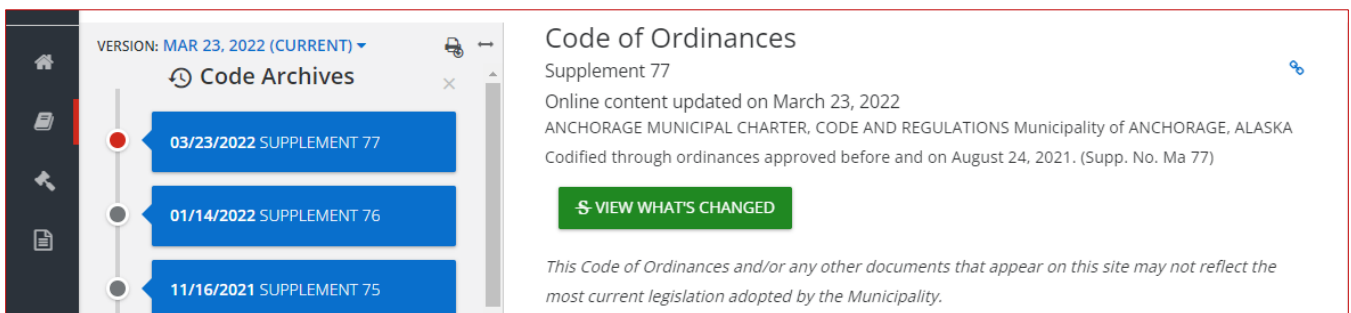 VERSION: MAR 23, 2022 (CURRENT)
Code Archives
03/23/2022 SUPPLEMENT 77
01/14/2022 SUPPLEMENT 76
11/16/2021 SUPPLEMENT 75
Code of Ordinances
Supplement 77
Online content updated on March 23, 2022
ANCHORAGE MUNICIPAL CHARTER, CODE AND REGULATIONS Municipality of ANCHORAGE, ALASKA
Codified through ordinances approved before and on August 24, 2021. (Supp. No. Ma 77)
VIEW WHAT'S CHANGED
This Code of Ordinances and/or any other documents that appear on this site may not reflect the
most current legislation adopted by the Municipality.